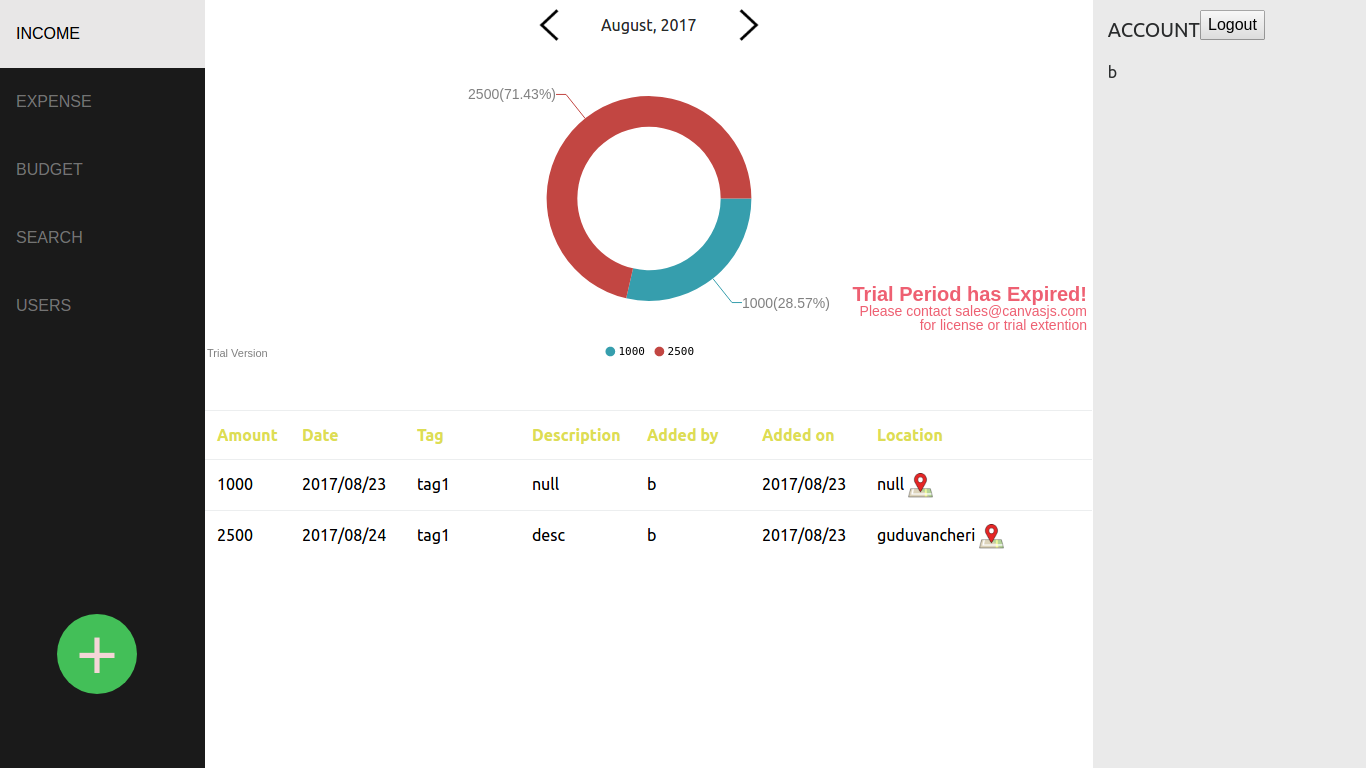 INCOME
EXPENSE
BUDGET
SEARCH
USERS
August, 2017
2500(71.43%)
1000(28.57%)
Trial Period has Expired!
Please contact sales@canvasjs.com
for license or trial extention
Trial Version
1000 2500
Amount Date Tag Description Added by Added on Location
1000 2017/08/23 tag1 null b 2017/08/23 null
2500 2017/08/24 tag1 desc b 2017/08/23 guduvancheri
ACCOUNT Logout
b